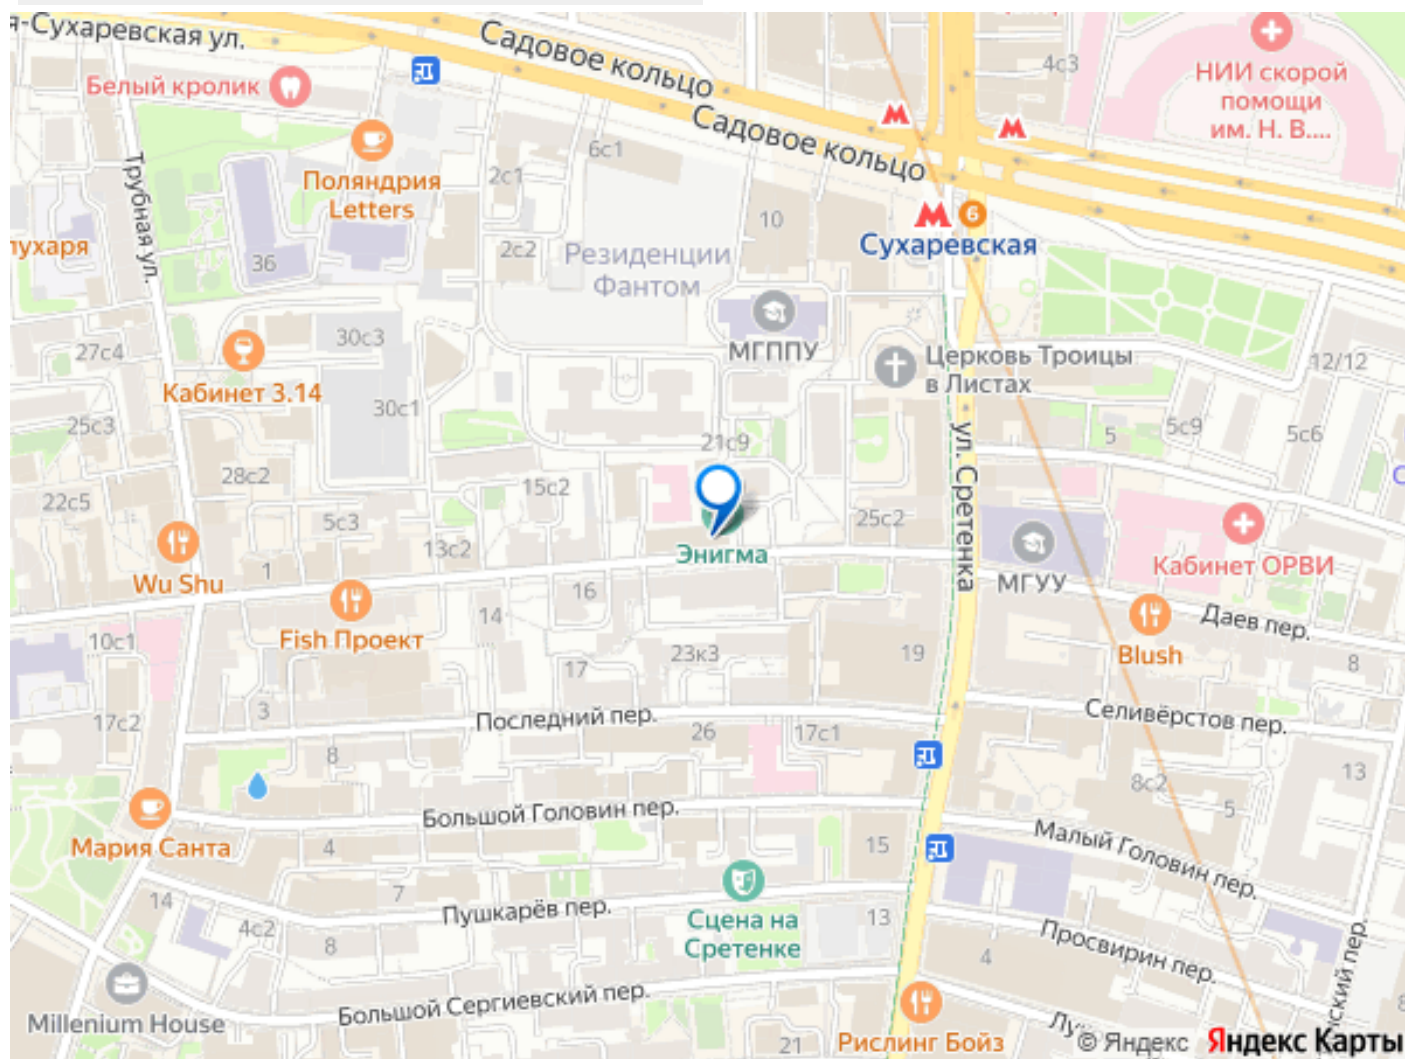 я-Сухаревская ул.
Садовое кольцо
Садовое кольцо
4с3
НИИ скорой
помощи
им. Н. В....
Белый кролик
Трубная ул.
Поляндрия
Letters
6с1
2с1
10
6
Сухаревская
лухаря
36
2с2
Резиденции
Фантом
МГППУ
Церковь Троицы
в Листах
12/12
27с4
30с3
Кабинет 3.14
30с1
25с3
21с9
5
5с9
5с6
ул. Сретенка
28с2
15с2
22с5
5с3
13с2
25с2
Энигма
МГУУ
Кабинет ОРВИ
Wu Shu
1
16
14
Fish Проект
Даев пер.
Blush
8
10с1
17
23к3
19
17с2
3
Последний пер.
Селивёрстов пер.
26
17с1
8
13
8с2
5
Большой Головин пер.
Малый Головин пер.
Мария Санта
4
15
14
7
Пушкарёв пер.
Сцена на
Сретенке
13
4с2
8
4
Просвирин пер.
Большой Сергиевский пер.
нский пер.
Millenium House
21
Рислинг Бойз
Лу
© Яндекс
Яндекс Карты